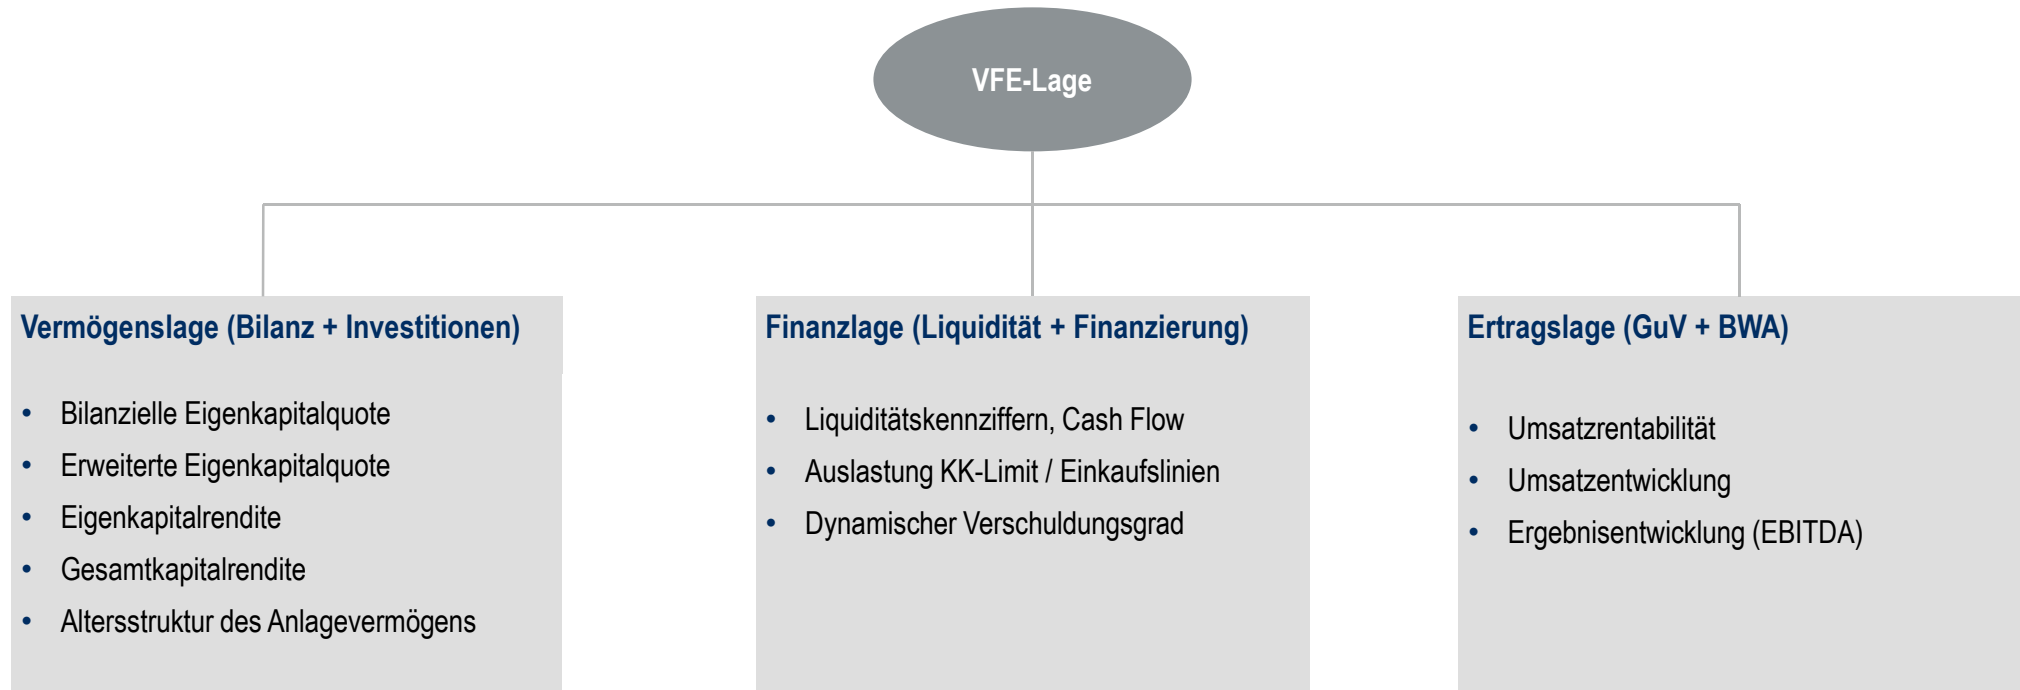 VFE-Lage
Vermögenslage (Bilanz + Investitionen)
• Bilanzielle Eigenkapitalquote
• Erweiterte Eigenkapitalquote
• Eigenkapitalrendite
• Gesamtkapitalrendite
• Altersstruktur des Anlagevermögens
Finanzlage (Liquidität + Finanzierung)
• Liquiditätskennziffern, Cash Flow
• Auslastung KK-Limit / Einkaufslinien
• Dynamischer Verschuldungsgrad
Ertragslage (GuV + BWA)
• Umsatzrentabilität
• Umsatzentwicklung
• Ergebnisentwicklung (EBITDA)